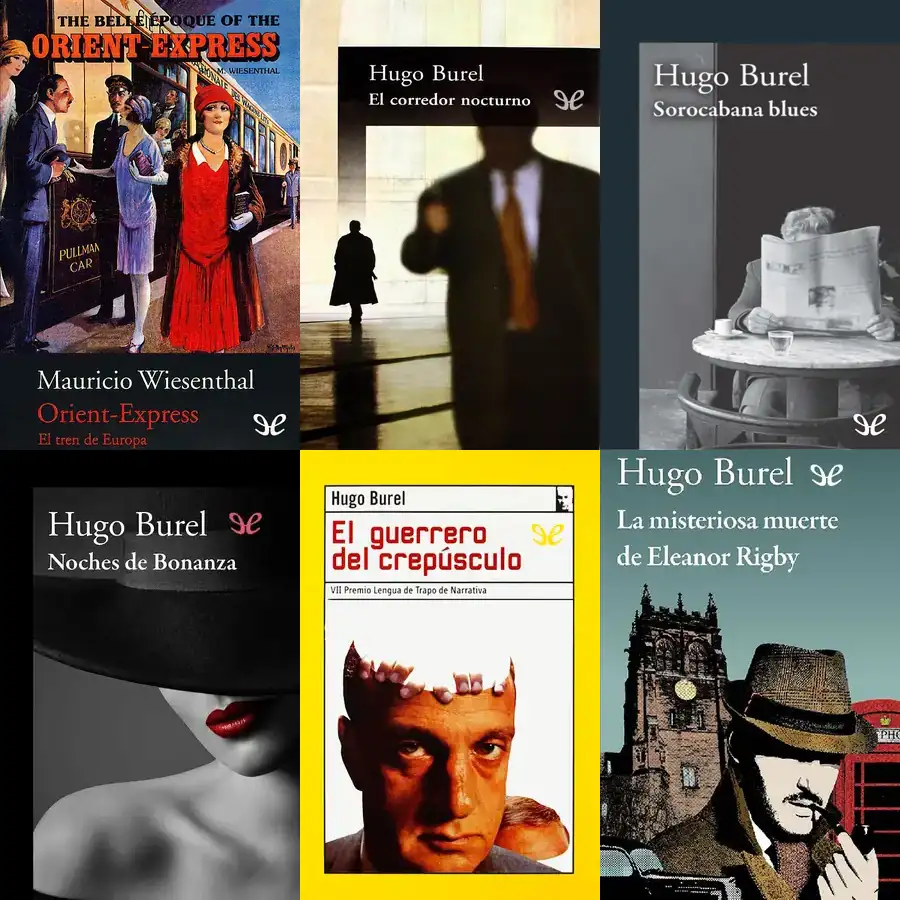 THE BELLE ÉPOQUE OF THE
ORIENT-EXPRESS
M. WIESENTHAL
PULLMAN
CAR
Mauricio Wiesenthal
Orient-Express
El tren de Europa
Hugo Burel
El corredor nocturno
Hugo Burel
Sorocabana blues
Hugo Burel
Noches de Bonanza
Hugo Burel
El guerrero
del crepúsculo
VII Premio Lengua de Trapo de Narrativa
Hugo Burel
La misteriosa muerte
de Eleanor Rigby